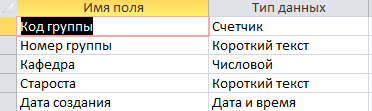 Имя поля Тип данных
Код группы Счетчик
Номер группы Короткий текст
Кафедра Числовой
Староста Короткий текст
Дата создания Дата и время